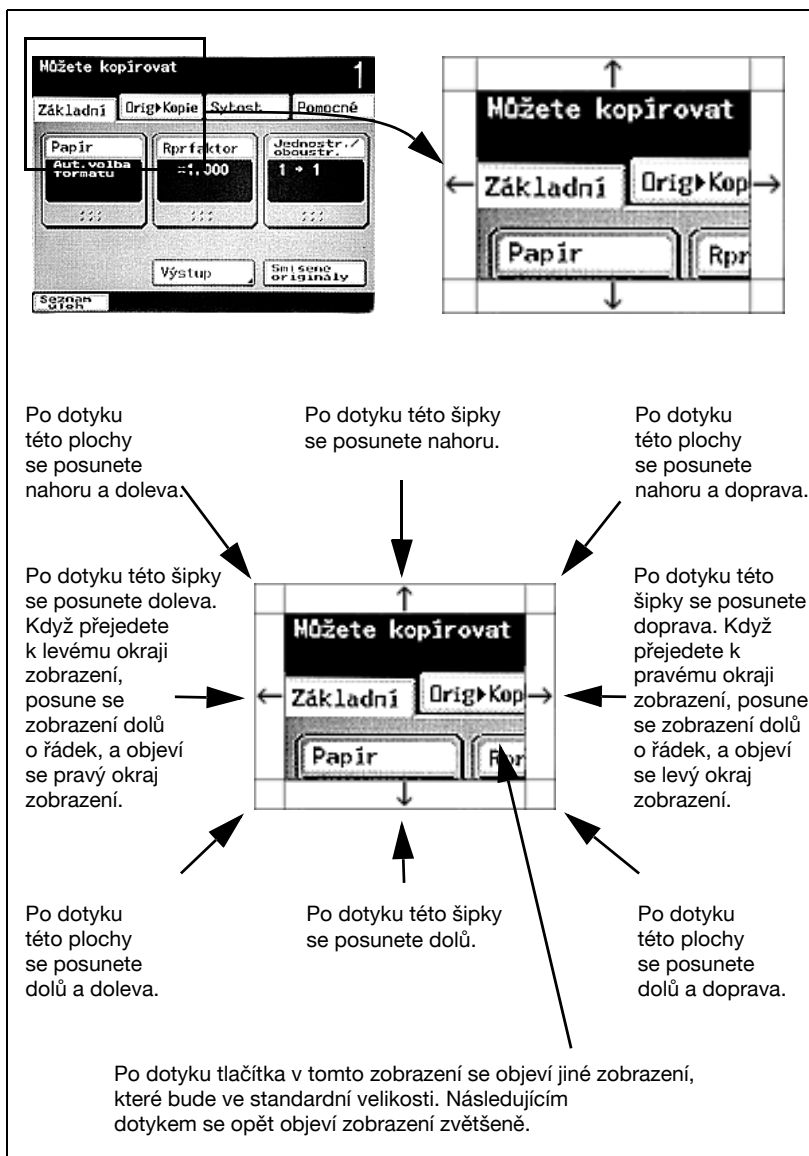 Můžete kopírovat 1
Základní Orig▶Kopie Sytost Pomocné
Papír Rprfaktor Jednostr./
oboustr.
Aut.volba
formátu
×1.000 1 → 1
Výstup Smíšené
originály
Seznam
úloh
Můžete kopírovat
Základní Orig▶Kop
Papír Rpr
Po dotyku
této plochy
se posunete
nahoru a doleva.
Po dotyku této šipky
se posunete nahoru.
Po dotyku
této plochy
se posunete
nahoru a doprava.
Po dotyku této šipky
se posunete doleva.
Když přejedete
k levému okraji
zobrazení,
posune se
zobrazení dolů
o řádek, a objeví
se pravý okraj
zobrazení.
Můžete kopírovat
Základní Orig▶Kop
Papír Rpr
Po dotyku této
šipky se posunete
doprava. Když
přejedete k
pravému okraji
zobrazení, posune
se zobrazení dolů
o řádek, a objeví
se levý okraj
zobrazení.
Po dotyku
této plochy
se posunete
dolů a doleva.
Po dotyku této šipky
se posunete dolů.
Po dotyku
této plochy
se posunete
dolů a doprava.
Po dotyku tlačítka v tomto zobrazení se objeví jiné zobrazení,
které bude ve standardní velikosti. Následujícím
dotykem se opět objeví zobrazení zvětšeně.